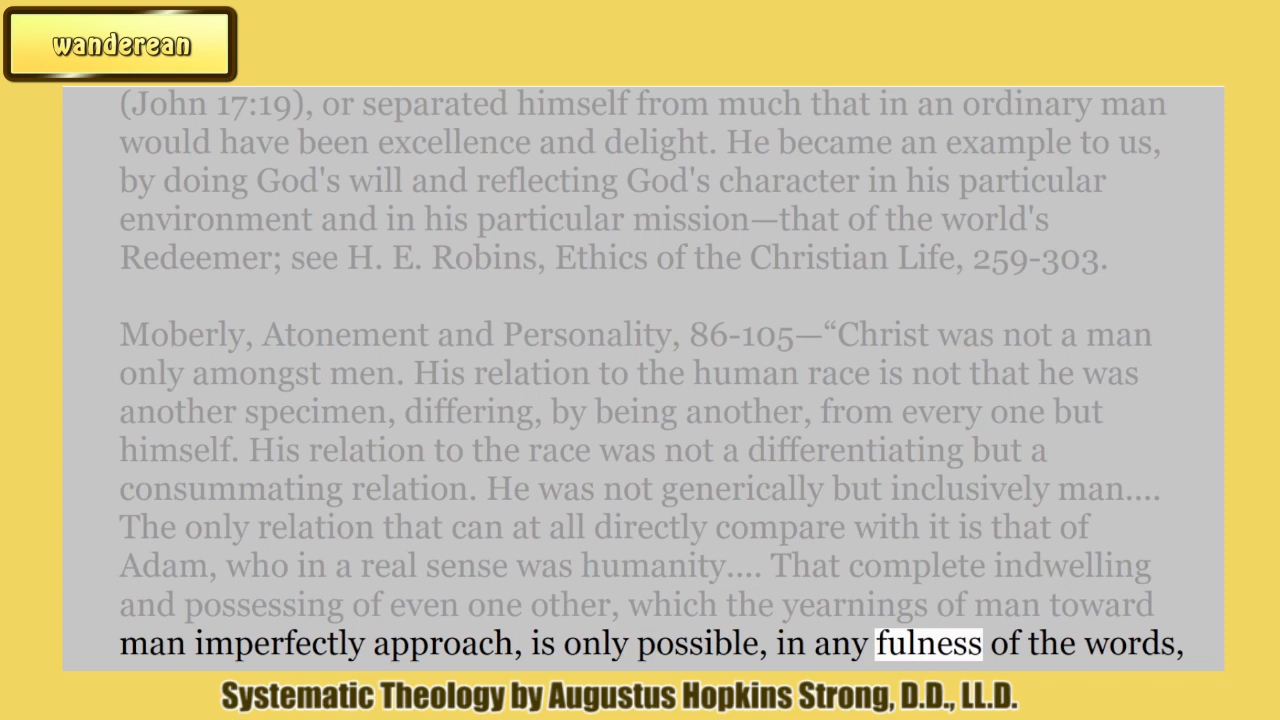 wanderean
(John 17:19), or separated himself from much that in an ordinary man
would have been excellence and delight. He became an example to us,
by doing God's will and reflecting God's character in his particular
environment and in his particular mission—that of the world's
Redeemer; see H. E. Robins, Ethics of the Christian Life, 259-303.
Moberly, Atonement and Personality, 86-105—“Christ was not a man
only amongst men. His relation to the human race is not that he was
another specimen, differing, by being another, from every one but
himself. His relation to the race was not a differentiating but a
consummating relation. He was not generically but inclusively man....
The only relation that can at all directly compare with it is that of
Adam, who in a real sense was humanity.... That complete indwelling
and possessing of even one other, which the yearnings of man toward
man imperfectly approach, is only possible, in any fulness of the words,
Systematic Theology by Augustus Hopkins Strong, D.D., LL.D.